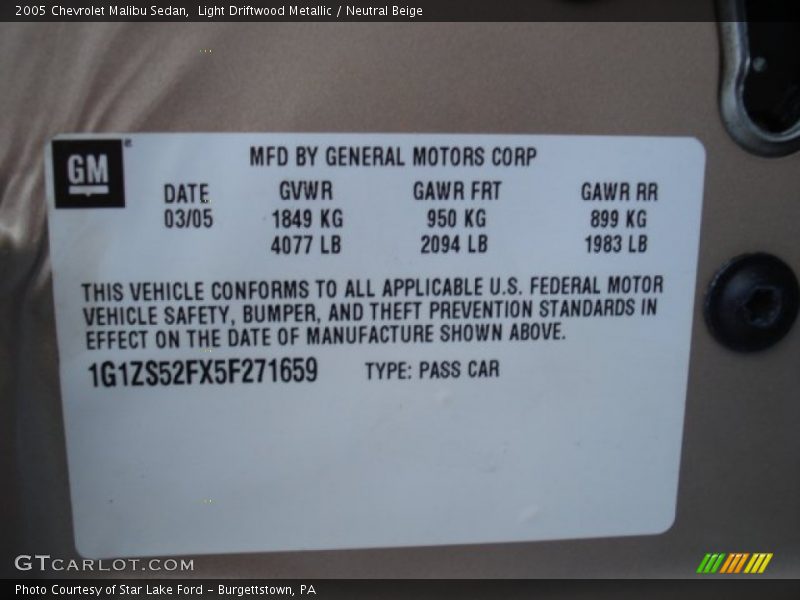 2005 Chevrolet Malibu Sedan,  Light Driftwood Metallic / Neutral Beige
GM®
MFD BY GENERAL MOTORS CORP
DATE GVWR GAWR FRT GAWR RR
03/05 1849 KG 950 KG 899 KG
4077 LB 2094 LB 1983 LB
THIS VEHICLE CONFORMS TO ALL APPLICABLE U.S. FEDERAL MOTOR
VEHICLE SAFETY, BUMPER, AND THEFT PREVENTION STANDARDS IN
EFFECT ON THE DATE OF MANUFACTURE SHOWN ABOVE.
1G1ZS52FX5F271659 TYPE: PASS CAR
GTCARLOT.COM
Photo Courtesy of Star Lake Ford - Burgettstown, PA